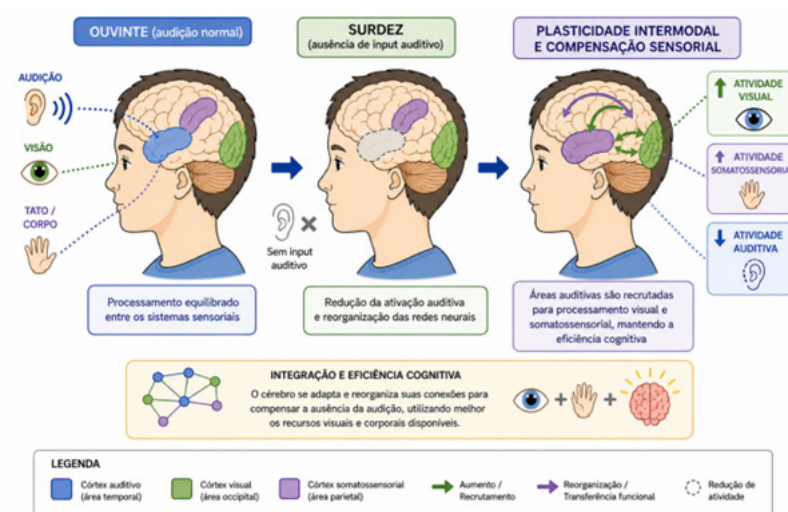 OUVINTE (audição normal)
SURDEZ
(ausência de input auditivo)
PLASTICIDADE INTERMODAL
E COMPENSAÇÃO SENSORIAL
AUDIÇÃO
VISÃO
TATO /
CORPO
Sem input
auditivo
ATIVIDADE
VISUAL
ATIVIDADE
SOMATOSSENSORIA
ATIVIDADE
AUDITIVA
Processamento equilibrado
entre os sistemas sensoriais
Redução da ativação auditiva
e reorganização das redes neurais
Áreas auditivas são recrutadas
para processamento visual e
somatossensorial, mantendo a
eficiência cognitiva
INTEGRAÇÃO E EFICIÊNCIA COGNITIVA
O cérebro se adapta e reorganiza suas conexões para
compensar a ausência da audição, utilizando melhor
os recursos visuais e corporais disponíveis.
LEGENDA
Córtex auditivo
(área temporal)
Córtex visual
(área occipital)
Córtex somatossensorial
(área parietal)
Aumento /
Recrutamento
Reorganização /
Transferência funcional
Redução de
atividade